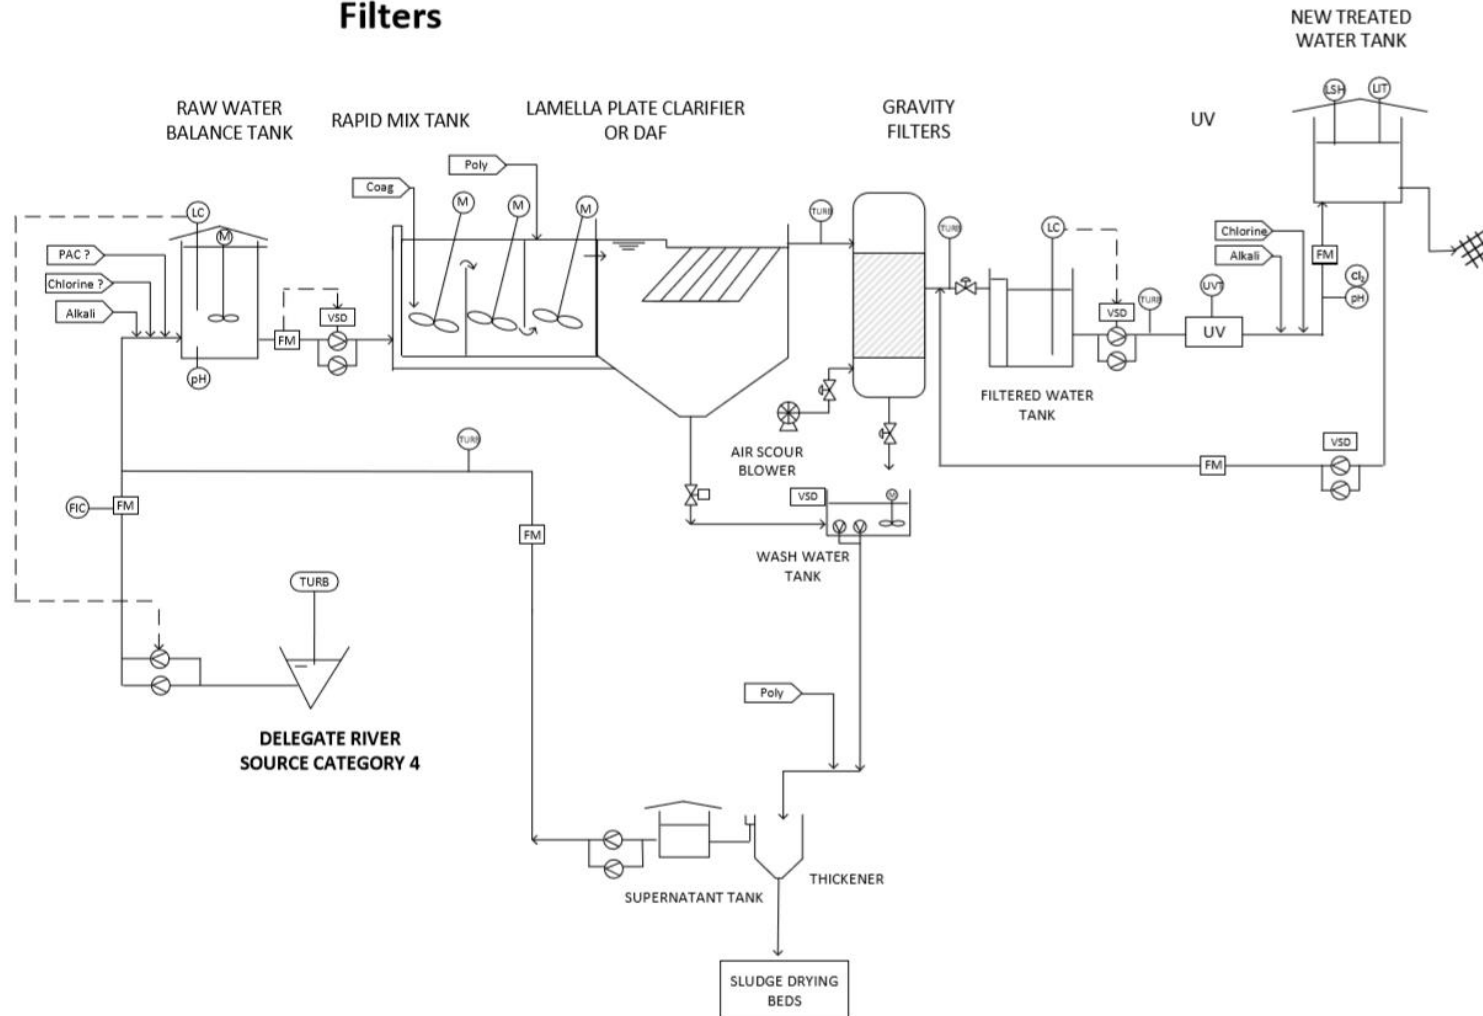 Filters
NEW TREATED
WATER TANK
RAW WATER
BALANCE TANK
RAPID MIX TANK
LAMELLA PLATE CLARIFIER
OR DAF
GRAVITY
FILTERS
UV
LSH
LIT
Poly
Coag
M
M
M
LC
M
TURB
TURB
LC
PAC ?
Chlorine ?
Alkali
VSD
FM
pH
Chlorine
Alkali
FM
Cl₂
pH
UVT
TURB
VSD
UV
FILTERED WATER
TANK
AIR SCOUR
BLOWER
TURB
VSD
FM
FIC
FM
FM
VSD
M
WASH WATER
TANK
TURB
DELEGATE RIVER
SOURCE CATEGORY 4
Poly
THICKENER
SUPERNATANT TANK
SLUDGE DRYING
BEDS